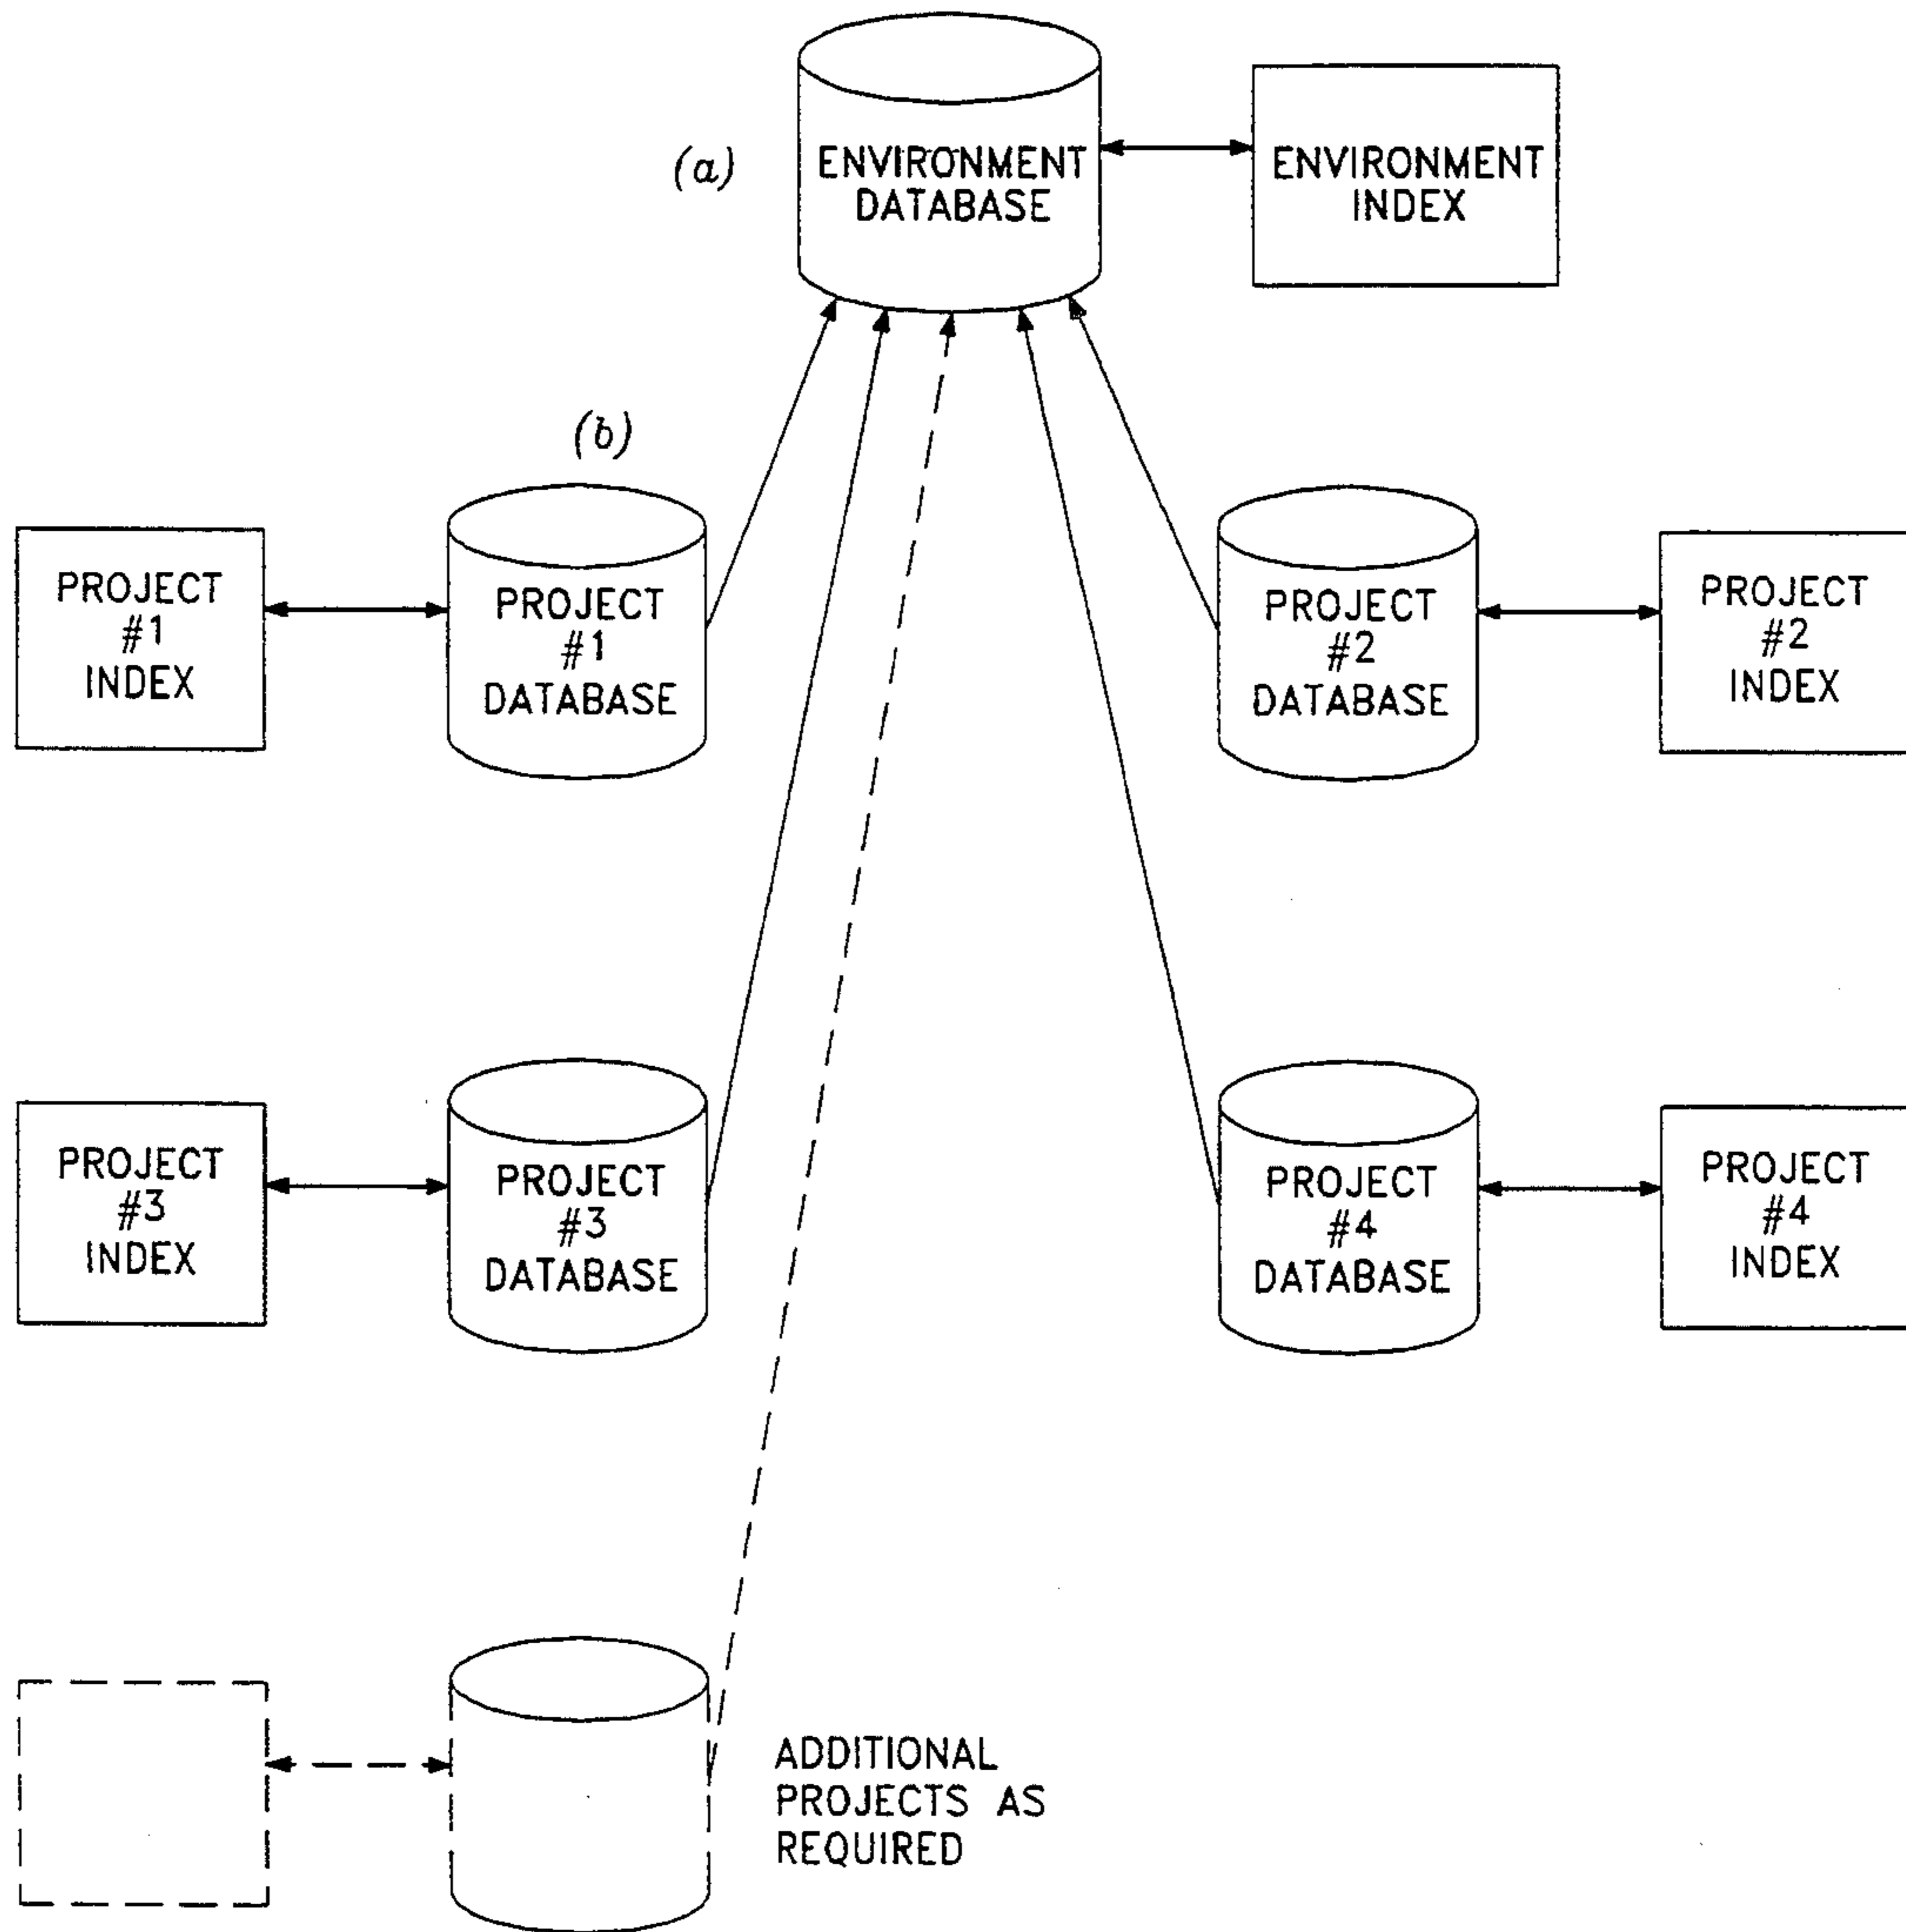 (a)
ENVIRONMENT
DATABASE
ENVIRONMENT
INDEX
(b)
PROJECT
#1
INDEX
PROJECT
#1
DATABASE
PROJECT
#2
DATABASE
PROJECT
#2
INDEX
PROJECT
#3
INDEX
PROJECT
#3
DATABASE
PROJECT
#4
DATABASE
PROJECT
#4
INDEX
ADDITIONAL
PROJECTS AS
REQUIRED